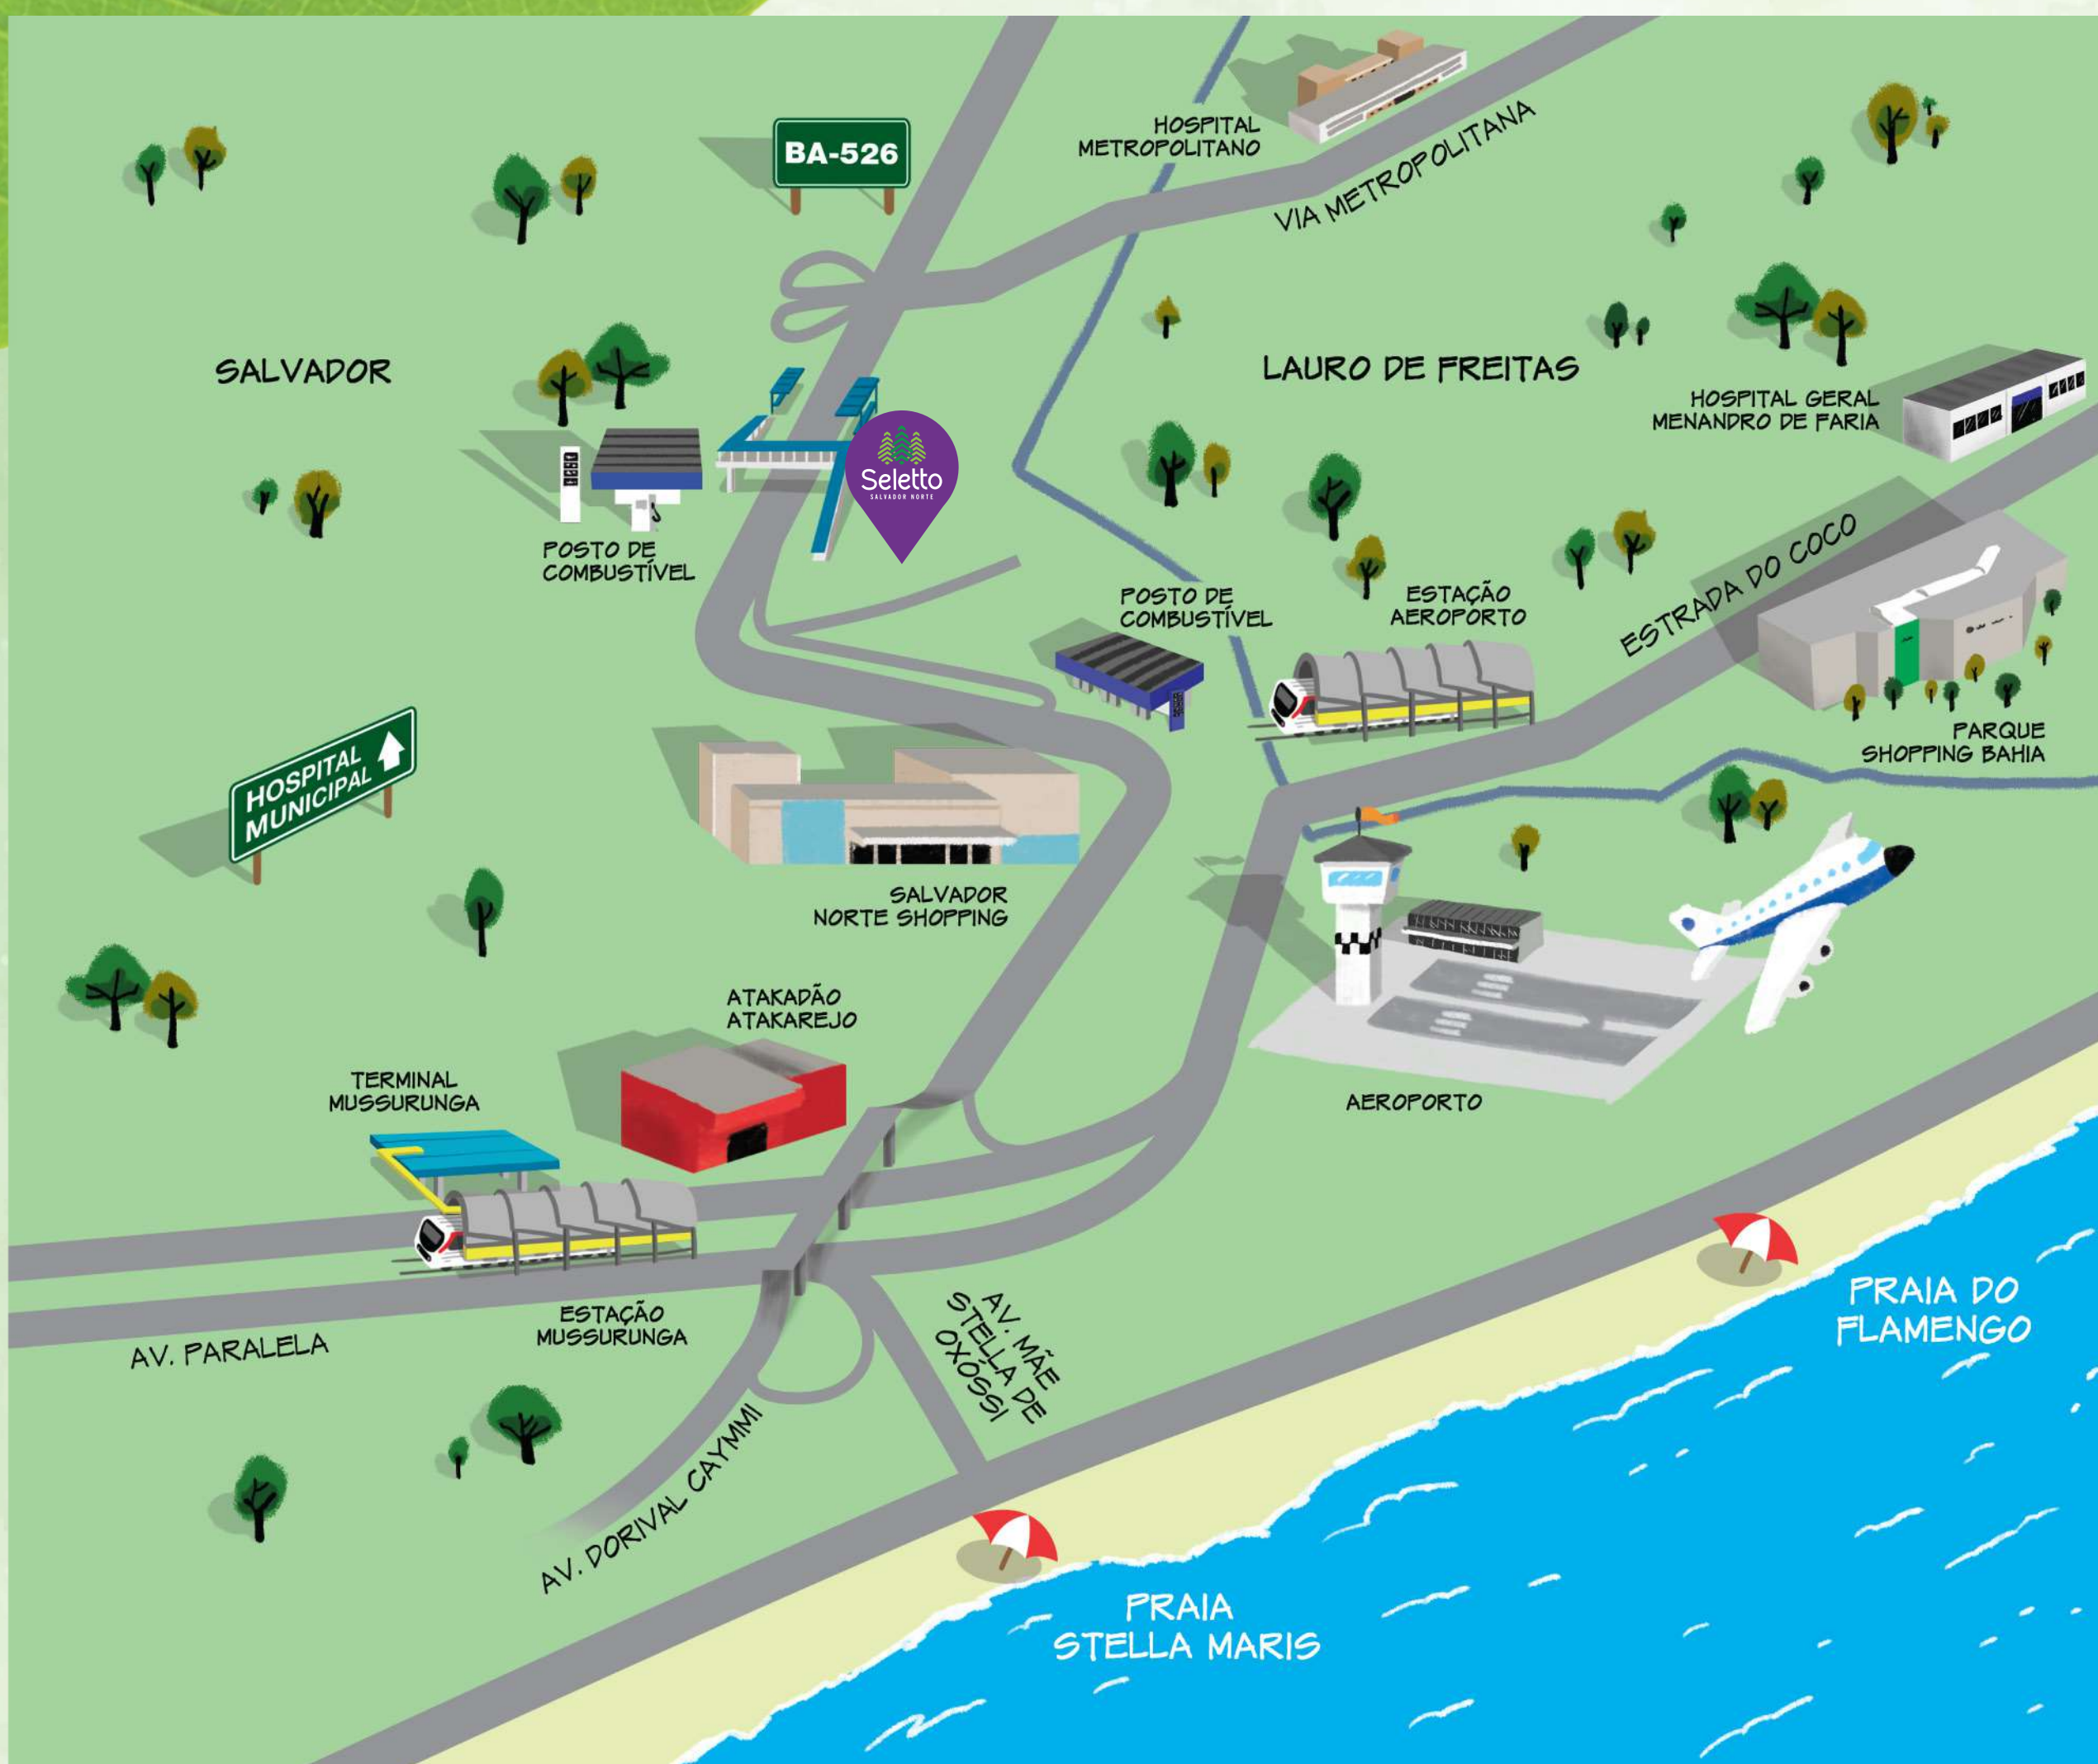 HOSPITAL
METROPOLITANO
VIA METROPOLITANA
BA-526
SALVADOR
LAURO DE FREITAS
HOSPITAL GERAL
MENANDRO DE FARIA
Seletto
SALVADOR NORTE
POSTO DE
COMBUSTÍVEL
ESTRADA DO COCO
POSTO DE
COMBUSTÍVEL
ESTAÇÃO
AEROPORTO
PARQUE
SHOPPING BAHIA
HOSPITAL
MUNICIPAL
SALVADOR
NORTE SHOPPING
ATAKADÃO
ATAKAREJO
TERMINAL
MUSSURUNGA
AEROPORTO
ESTAÇÃO
MUSSURUNGA
AV. PARALELA
AV. MÃE
STELLA DE
OXÓSSI
PRAIA DO
FLAMENGO
AV. DORIVAL CAYMMI
PRAIA
STELLA MARIS